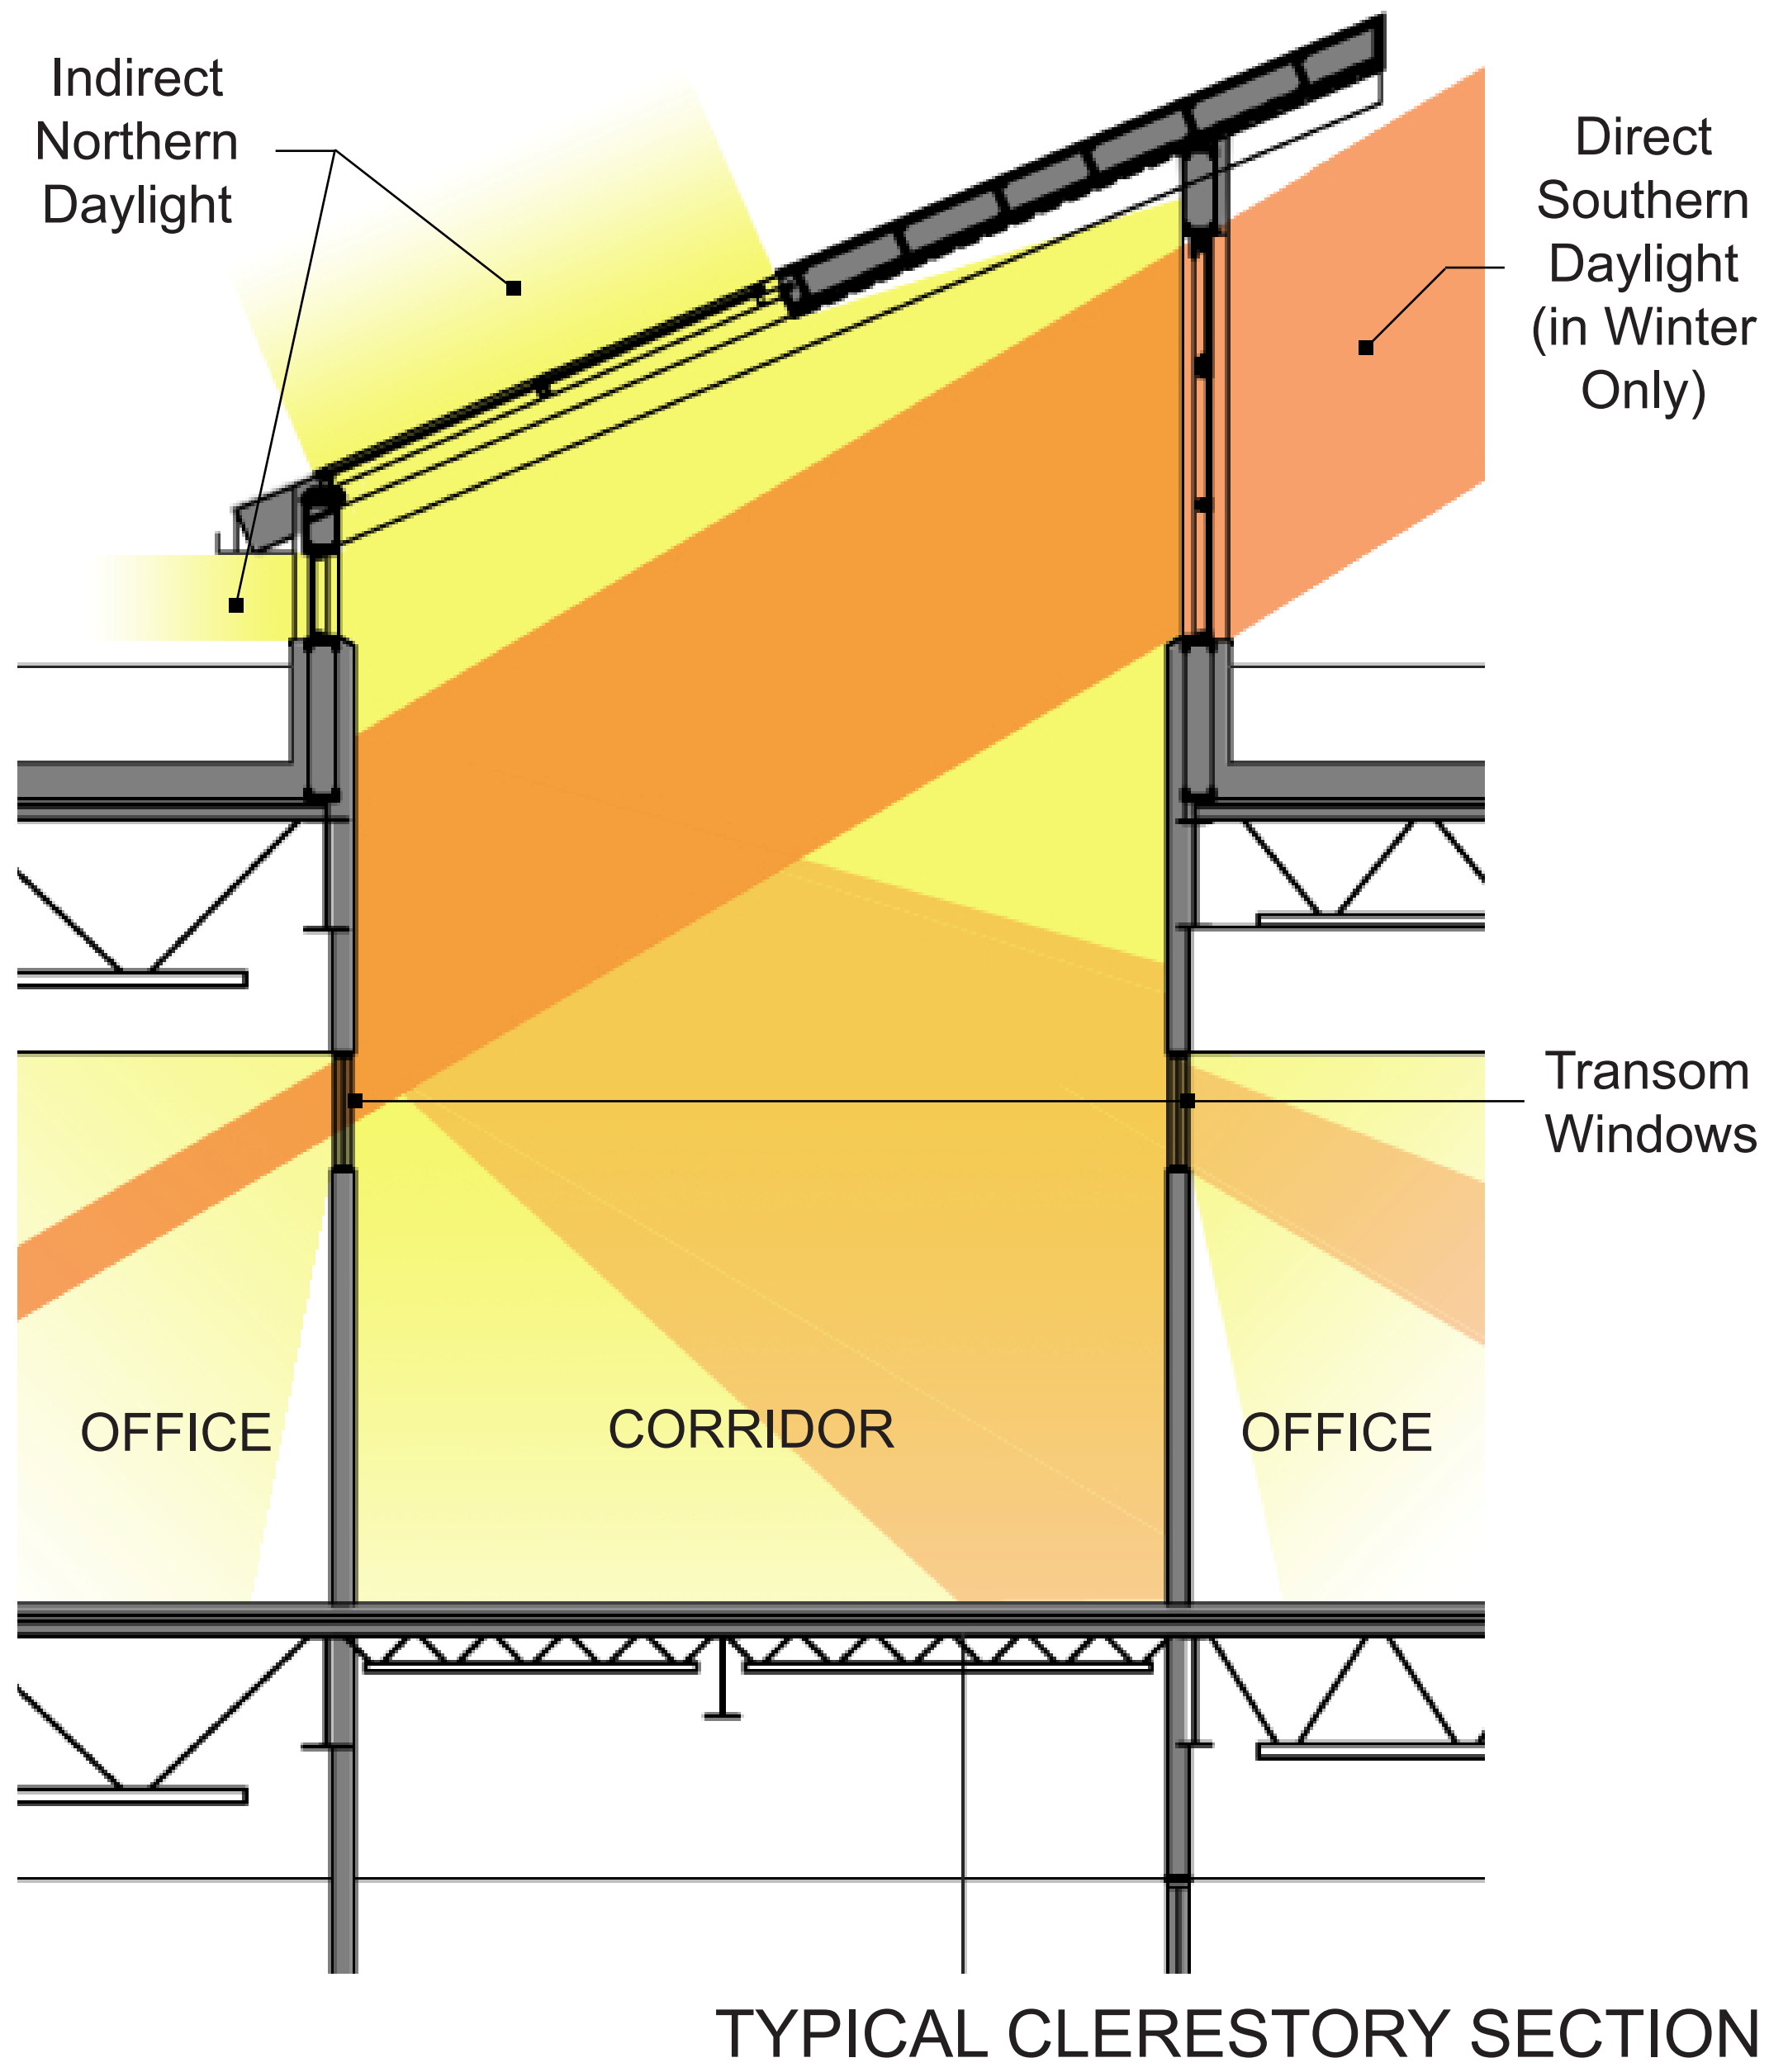 Indirect
Northern
Daylight
Direct
Southern
Daylight
(in Winter
Only)
Transom
Windows
OFFICE
CORRIDOR
OFFICE
TYPICAL CLERESTORY SECTION